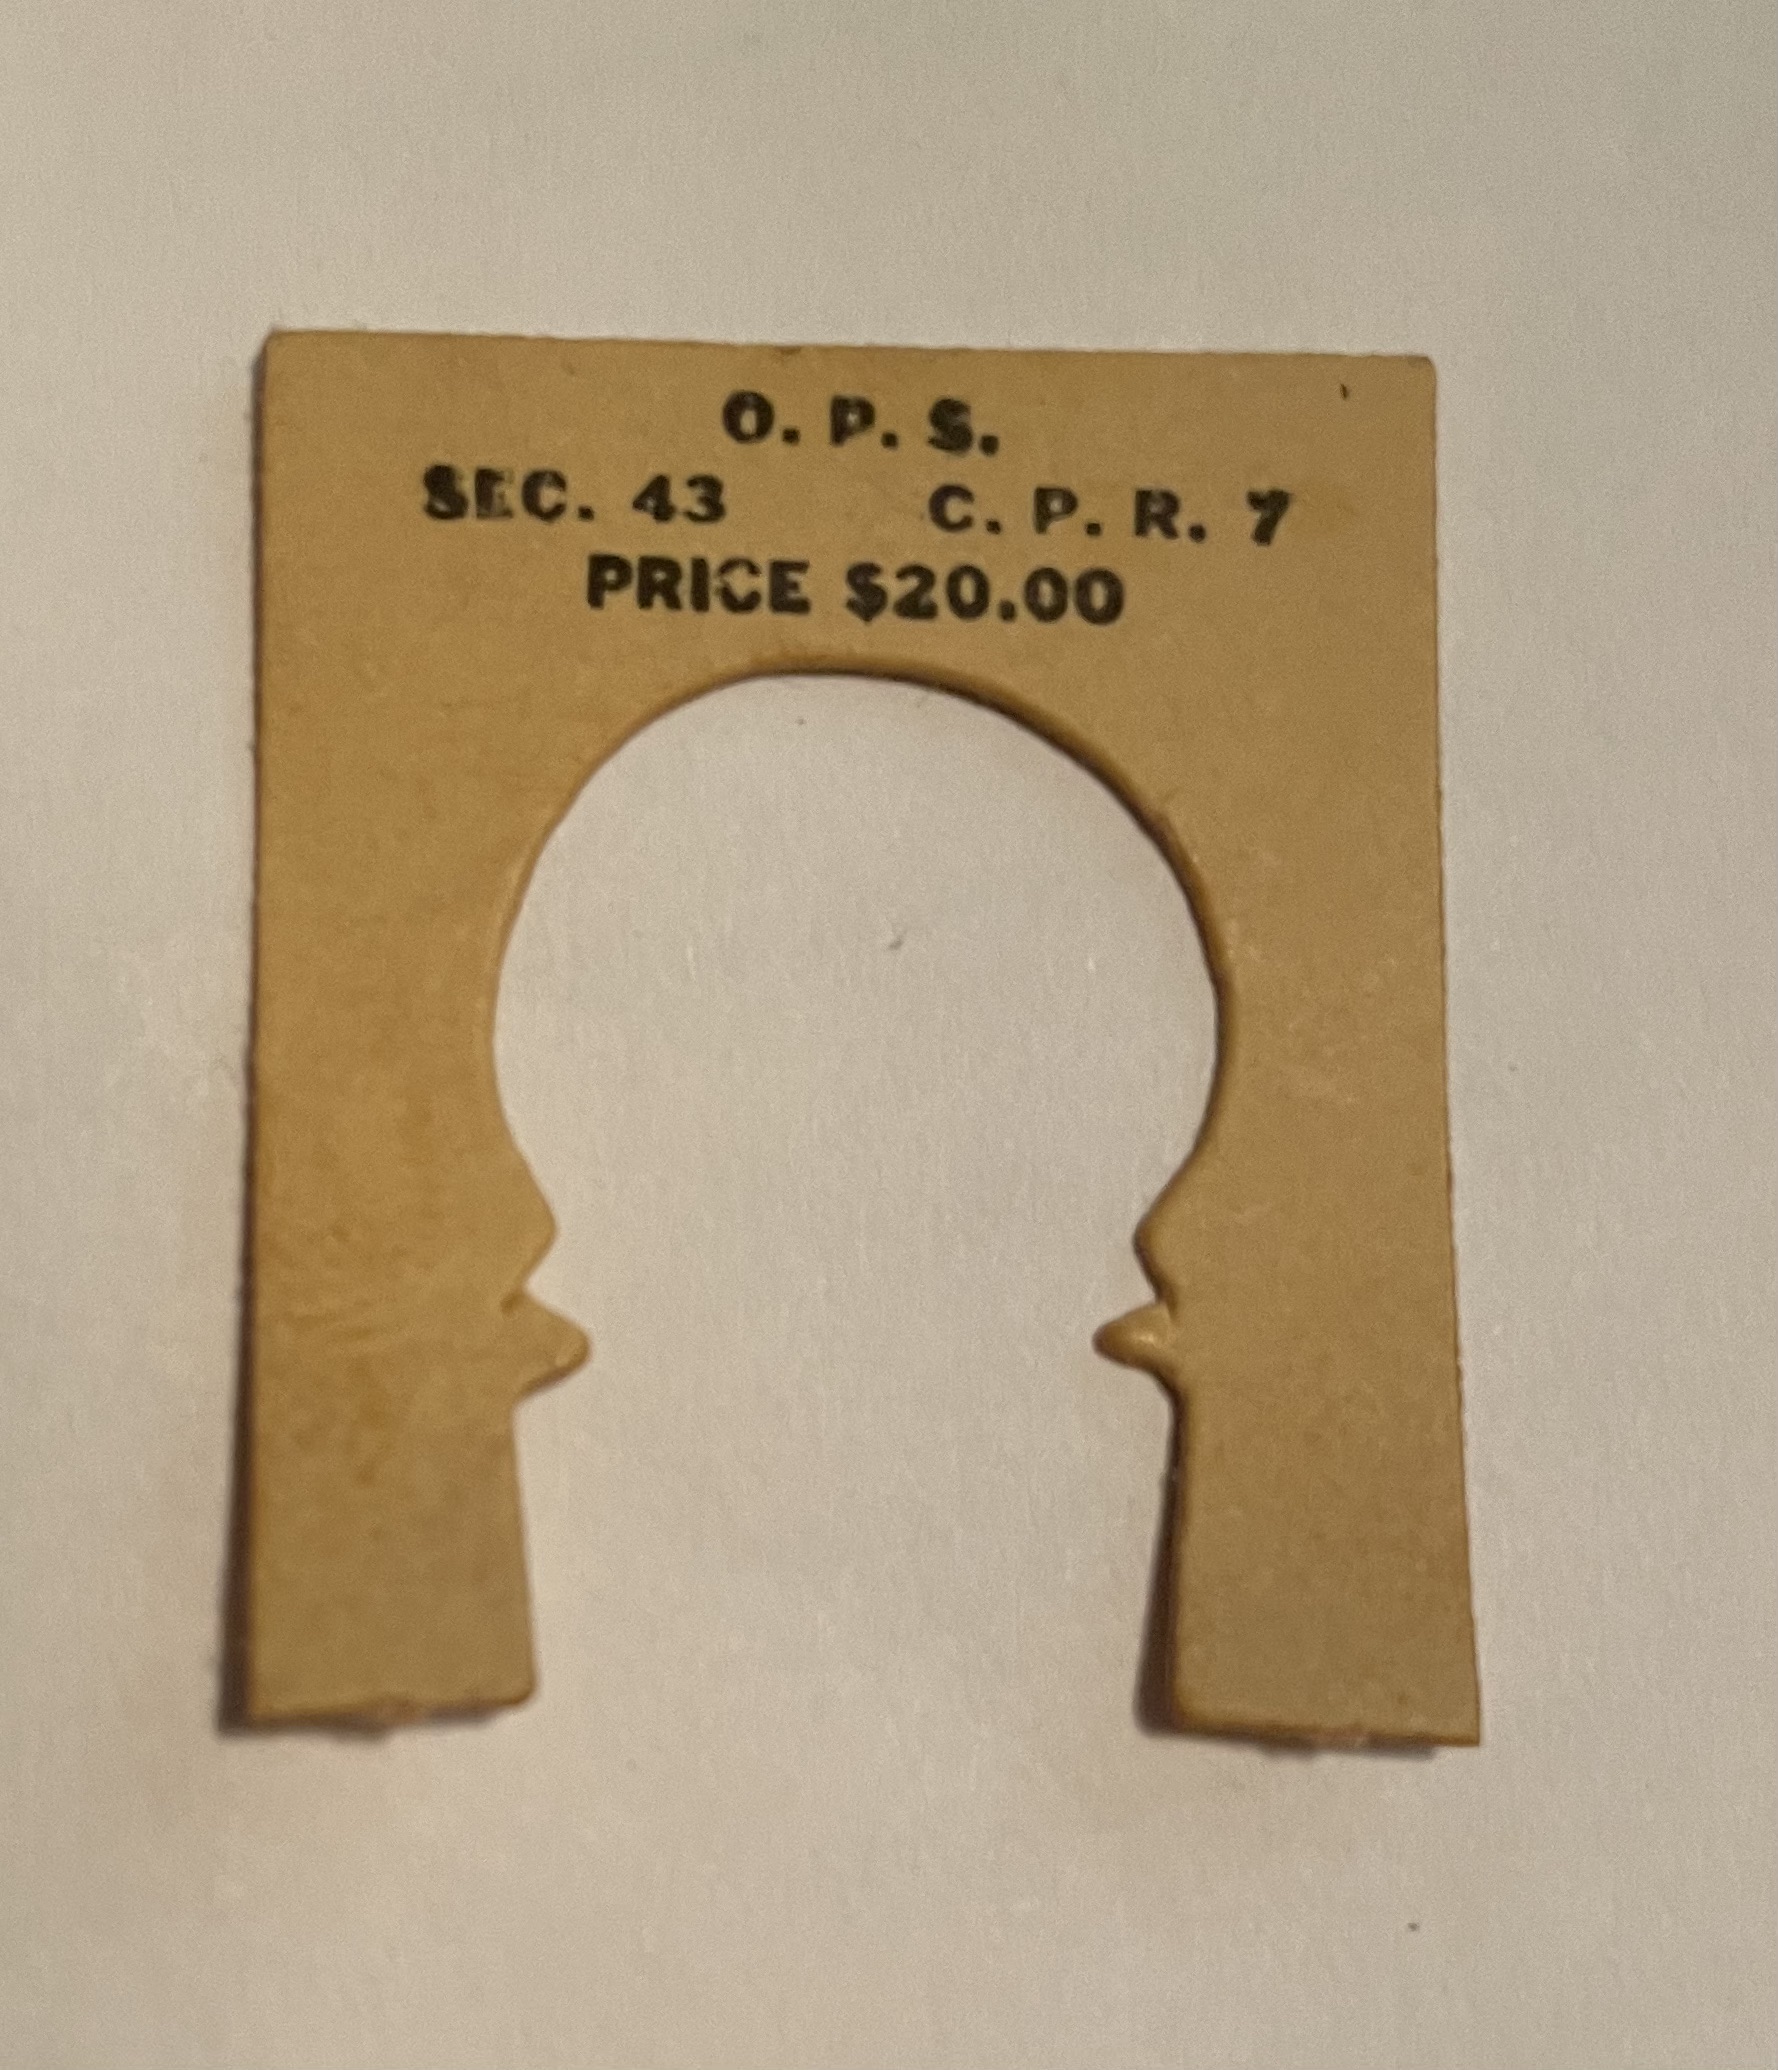 O. P. S.
SEC. 43 C. P. R. 7
PRICE $20.00